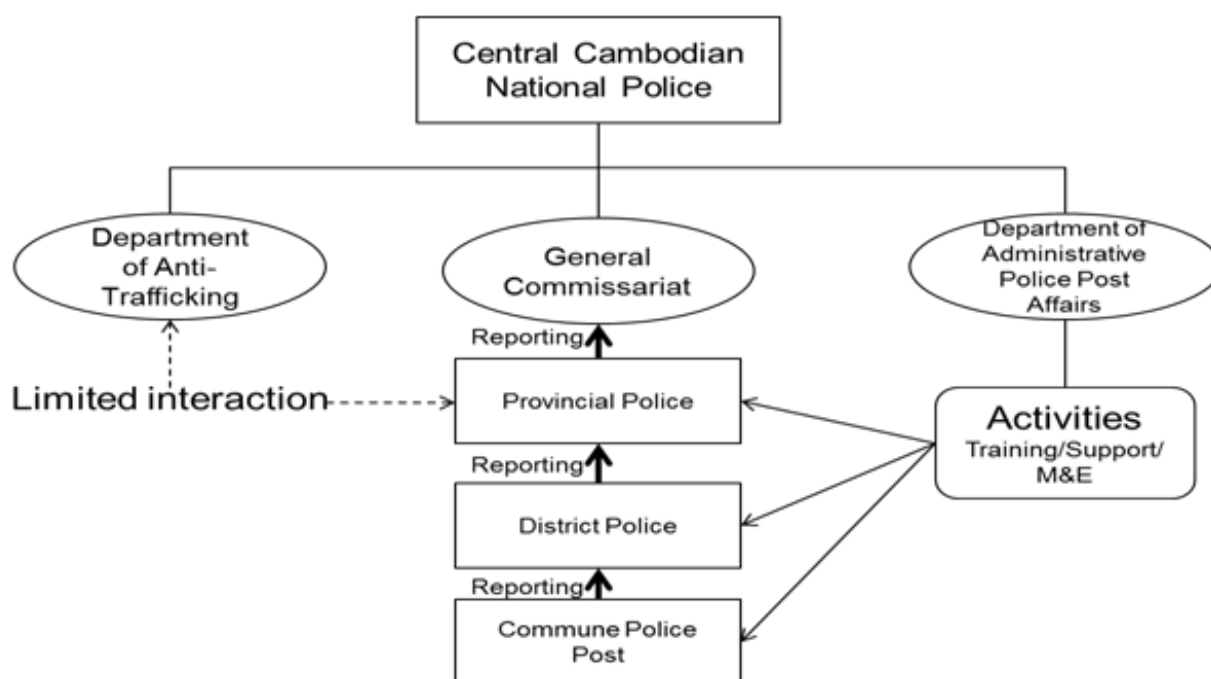 Central Cambodian
National Police
Department
of Anti-
Trafficking
General
Commissariat
Department of
Administrative
Police Post
Affairs
Reporting
Limited interaction
Provincial Police
Activities
Training/Support/
M&E
Reporting
District Police
Reporting
Commune Police
Post